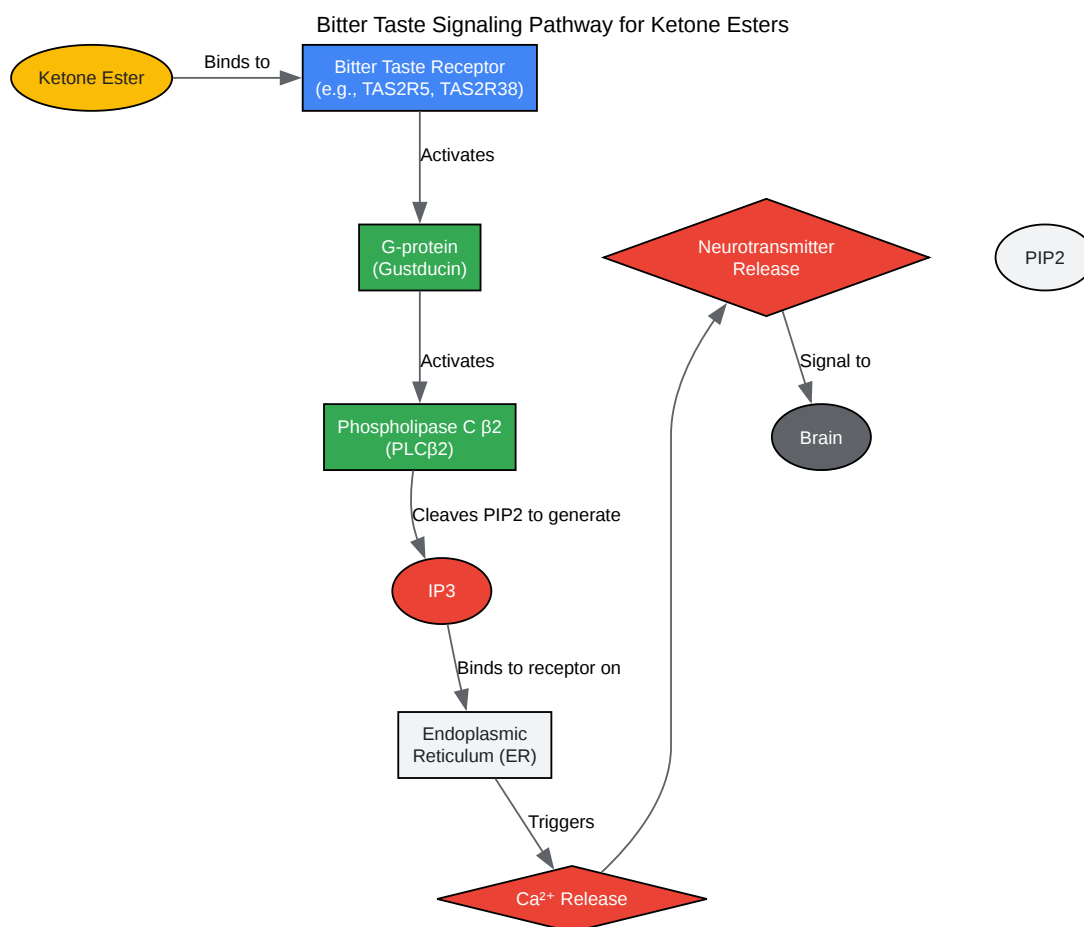 Bitter Taste Signaling Pathway for Ketone Esters
Ketone Ester
Binds to
Bitter Taste Receptor
(e.g., TAS2R5, TAS2R38)
Activates
G-protein
(Gustducin)
Activates
Phospholipase C β2
(PLCβ2)
Cleaves PIP2 to generate
IP3
Binds to receptor on
Endoplasmic
Reticulum (ER)
Triggers
Ca²⁺ Release
Neurotransmitter
Release
Signal to
Brain
PIP2